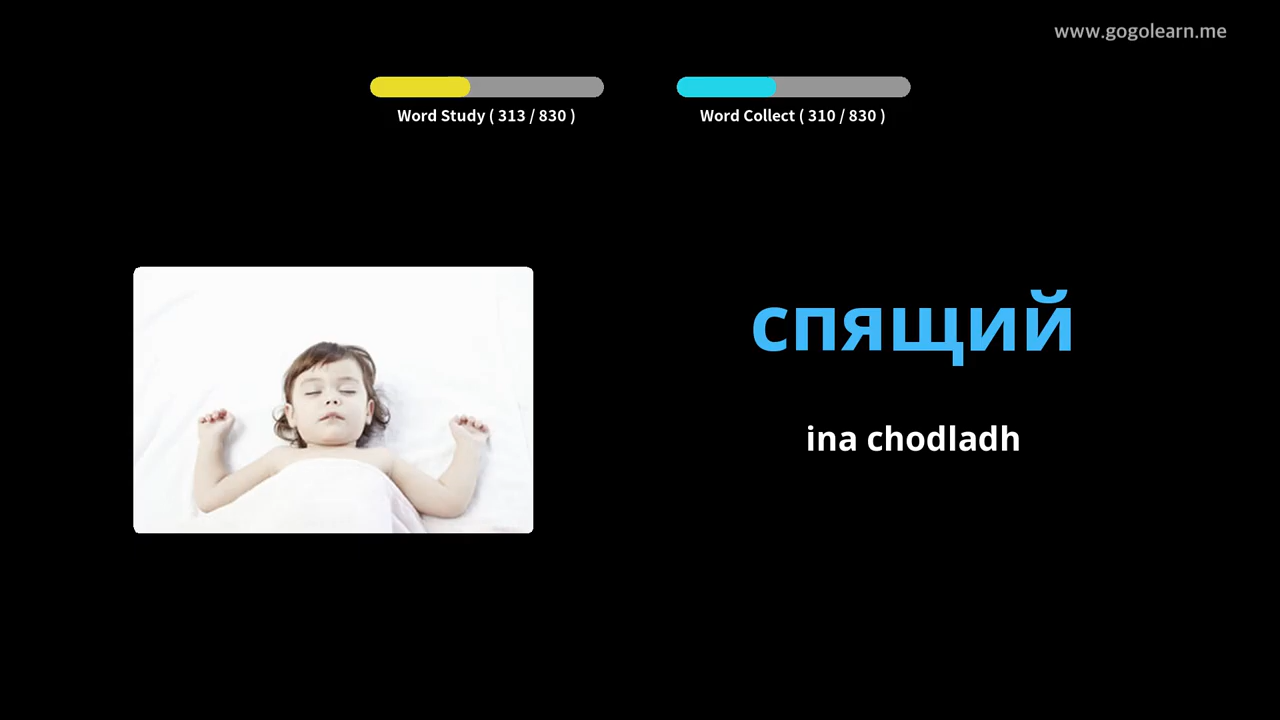 www.gogolearn.me
Word Study ( 313 / 830 )
Word Collect ( 310 / 830 )
спящий
ina chodladh